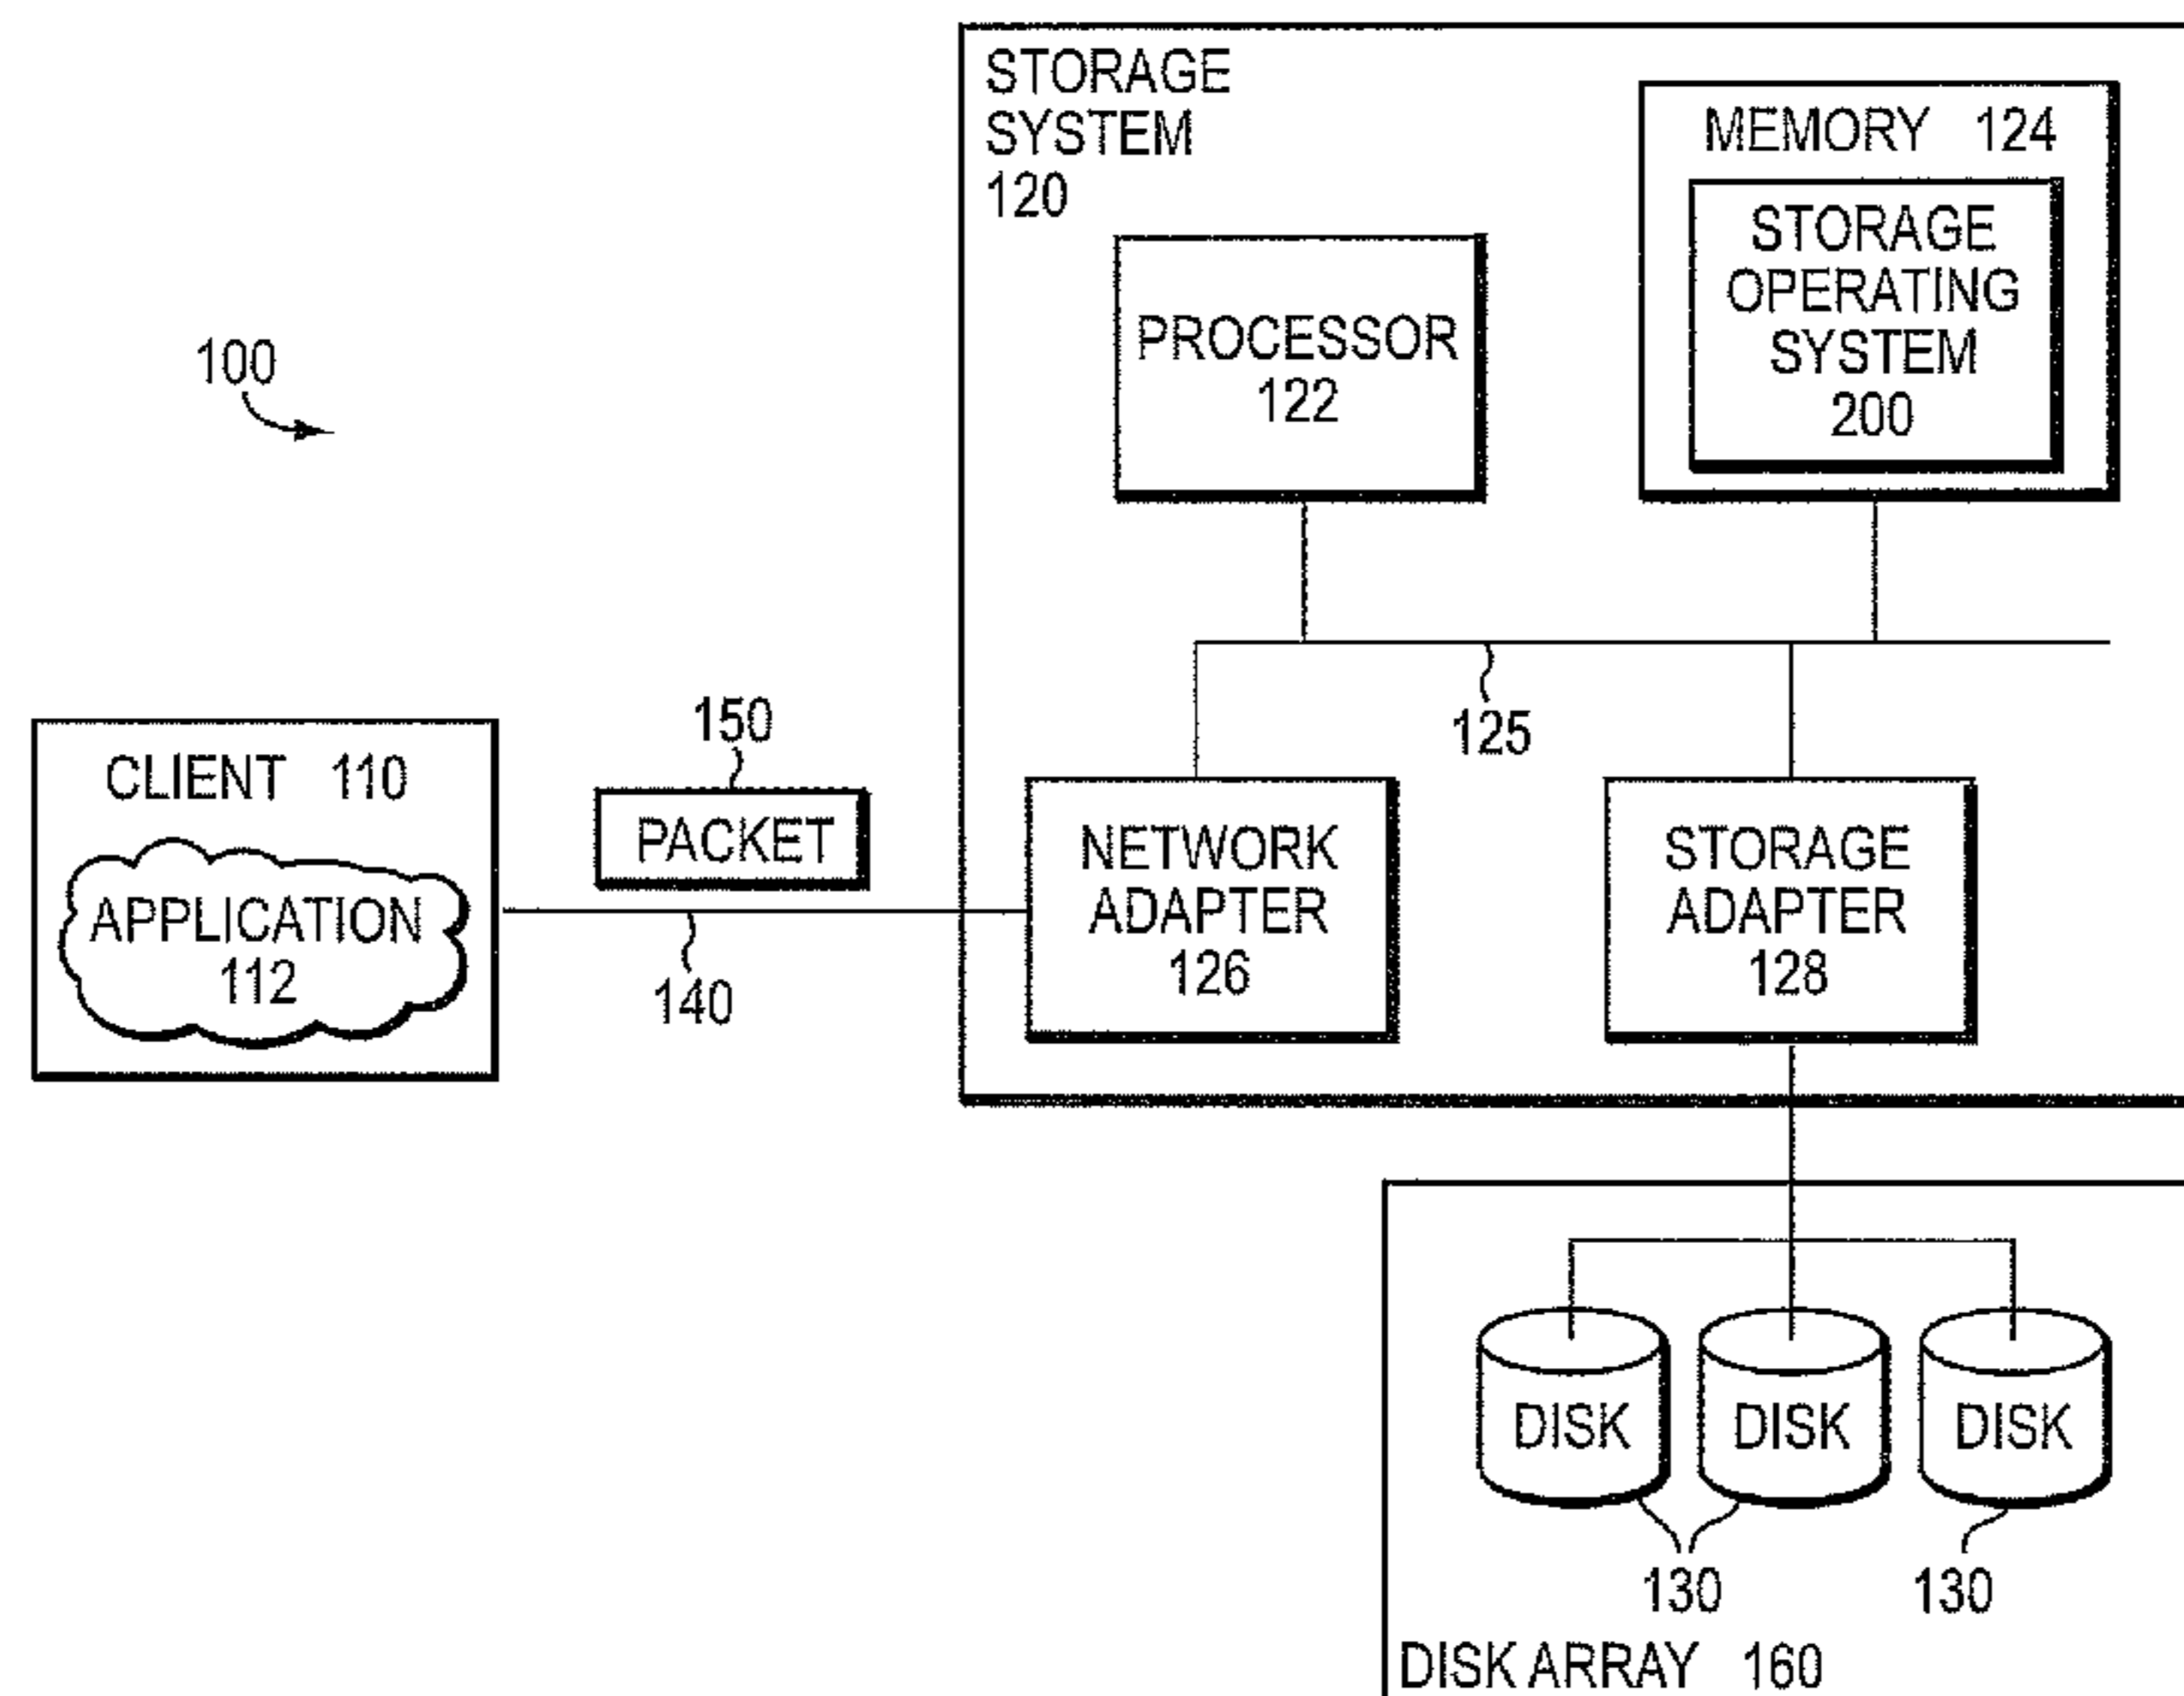 STORAGE
SYSTEM
120
MEMORY 124
STORAGE
OPERATING
SYSTEM
200
PROCESSOR
122
100
125
150
PACKET
CLIENT 110
APPLICATION
112
140
NETWORK
ADAPTER
126
STORAGE
ADAPTER
128
DISK DISK DISK
130 130
DISK ARRAY 160